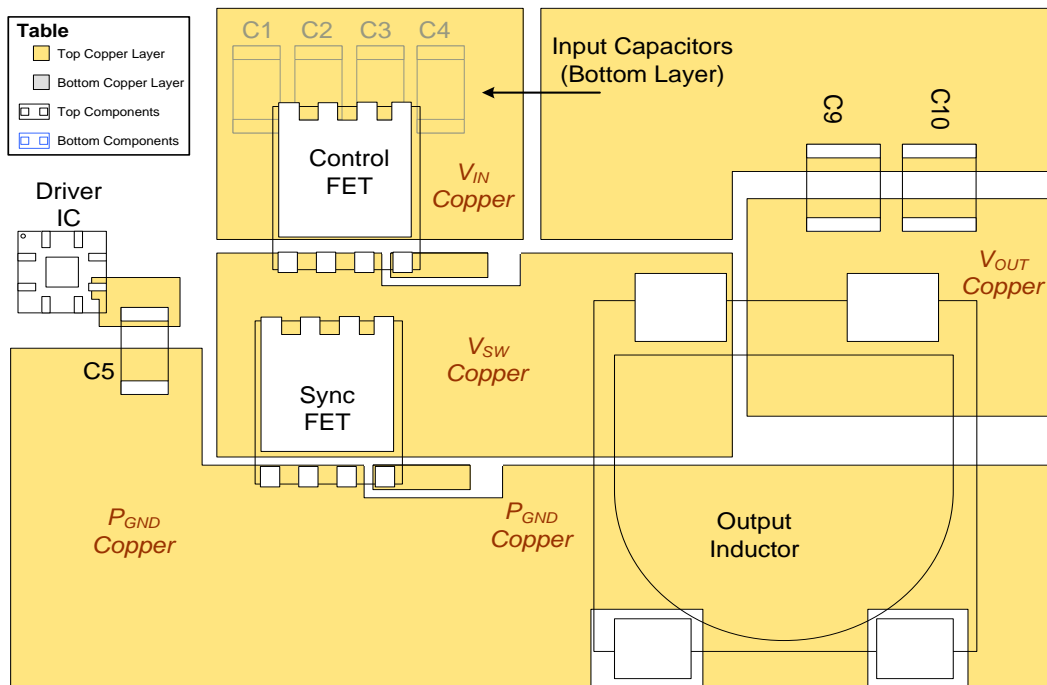 Table
Top Copper Layer
Bottom Copper Layer
Top Components
Bottom Components
C1
C2
C3
C4
Input Capacitors
(Bottom Layer)
C9
C10
Control
FET
VIN
Copper
Driver
IC
VOUT
Copper
C5
VSW
Copper
Sync
FET
PGND
Copper
PGND
Copper
Output
Inductor